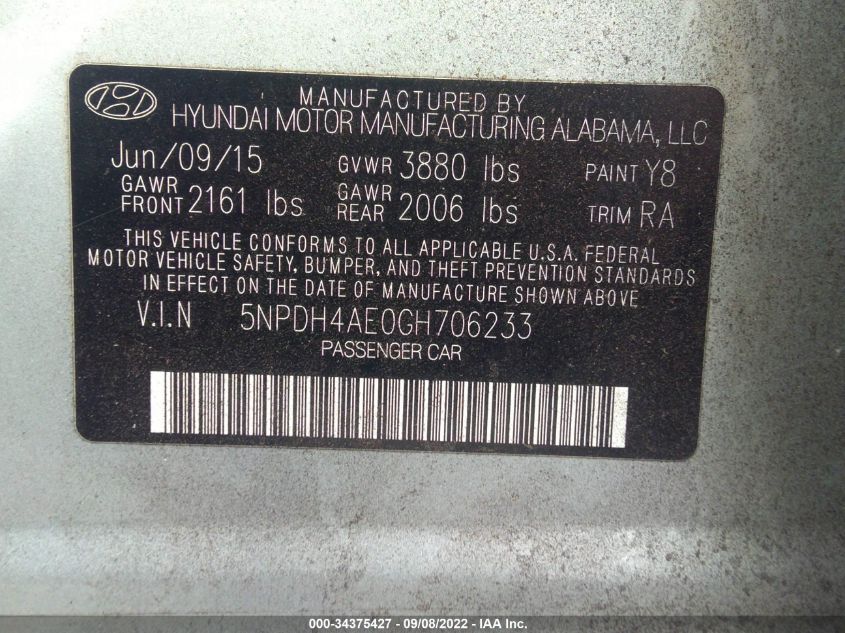 MANUFACTURED BY
HYUNDAI MOTOR MANUFACTURING ALABAMA, LLC
Jun/09/15 GVWR 3880 lbs PAINT Y8
GAWR FRONT 2161 lbs GAWR REAR 2006 lbs TRIM RA
THIS VEHICLE CONFORMS TO ALL APPLICABLE U.S.A. FEDERAL
MOTOR VEHICLE SAFETY, BUMPER, AND THEFT PREVENTION STANDARDS
IN EFFECT ON THE DATE OF MANUFACTURE SHOWN ABOVE
V.I.N 5NPDH4AE0GH706233
PASSENGER CAR
000-34375427 - 09/08/2022 - IAA Inc.